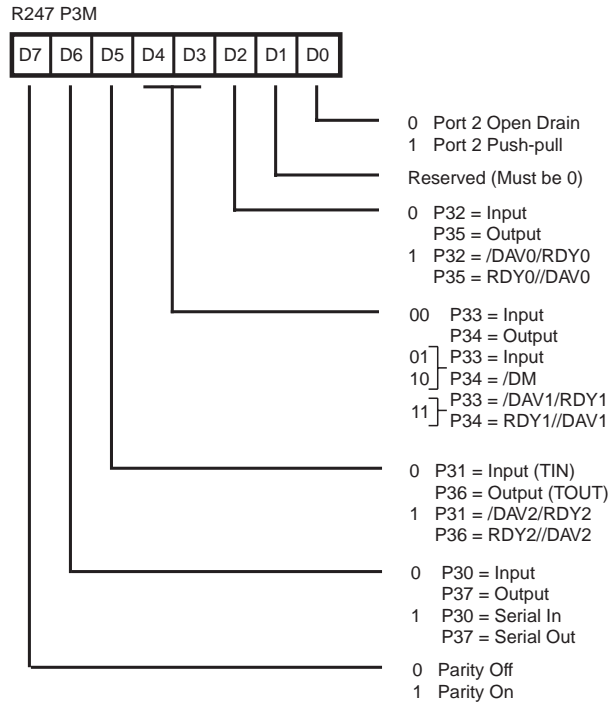 R247 P3M
D7 D6 D5 D4 D3 D2 D1 D0
0 Port 2 Open Drain
1 Port 2 Push-pull
Reserved (Must be 0)
0 P32 = Input
P35 = Output
1 P32 = /DAV0/RDY0
P35 = RDY0//DAV0
00 P33 = Input
P34 = Output
01 P33 = Input
10 P34 = /DM
11 P33 = /DAV1/RDY1
P34 = RDY1//DAV1
0 P31 = Input (TIN)
P36 = Output (TOUT)
1 P31 = /DAV2/RDY2
P36 = RDY2//DAV2
0 P30 = Input
P37 = Output
1 P30 = Serial In
P37 = Serial Out
0 Parity Off
1 Parity On